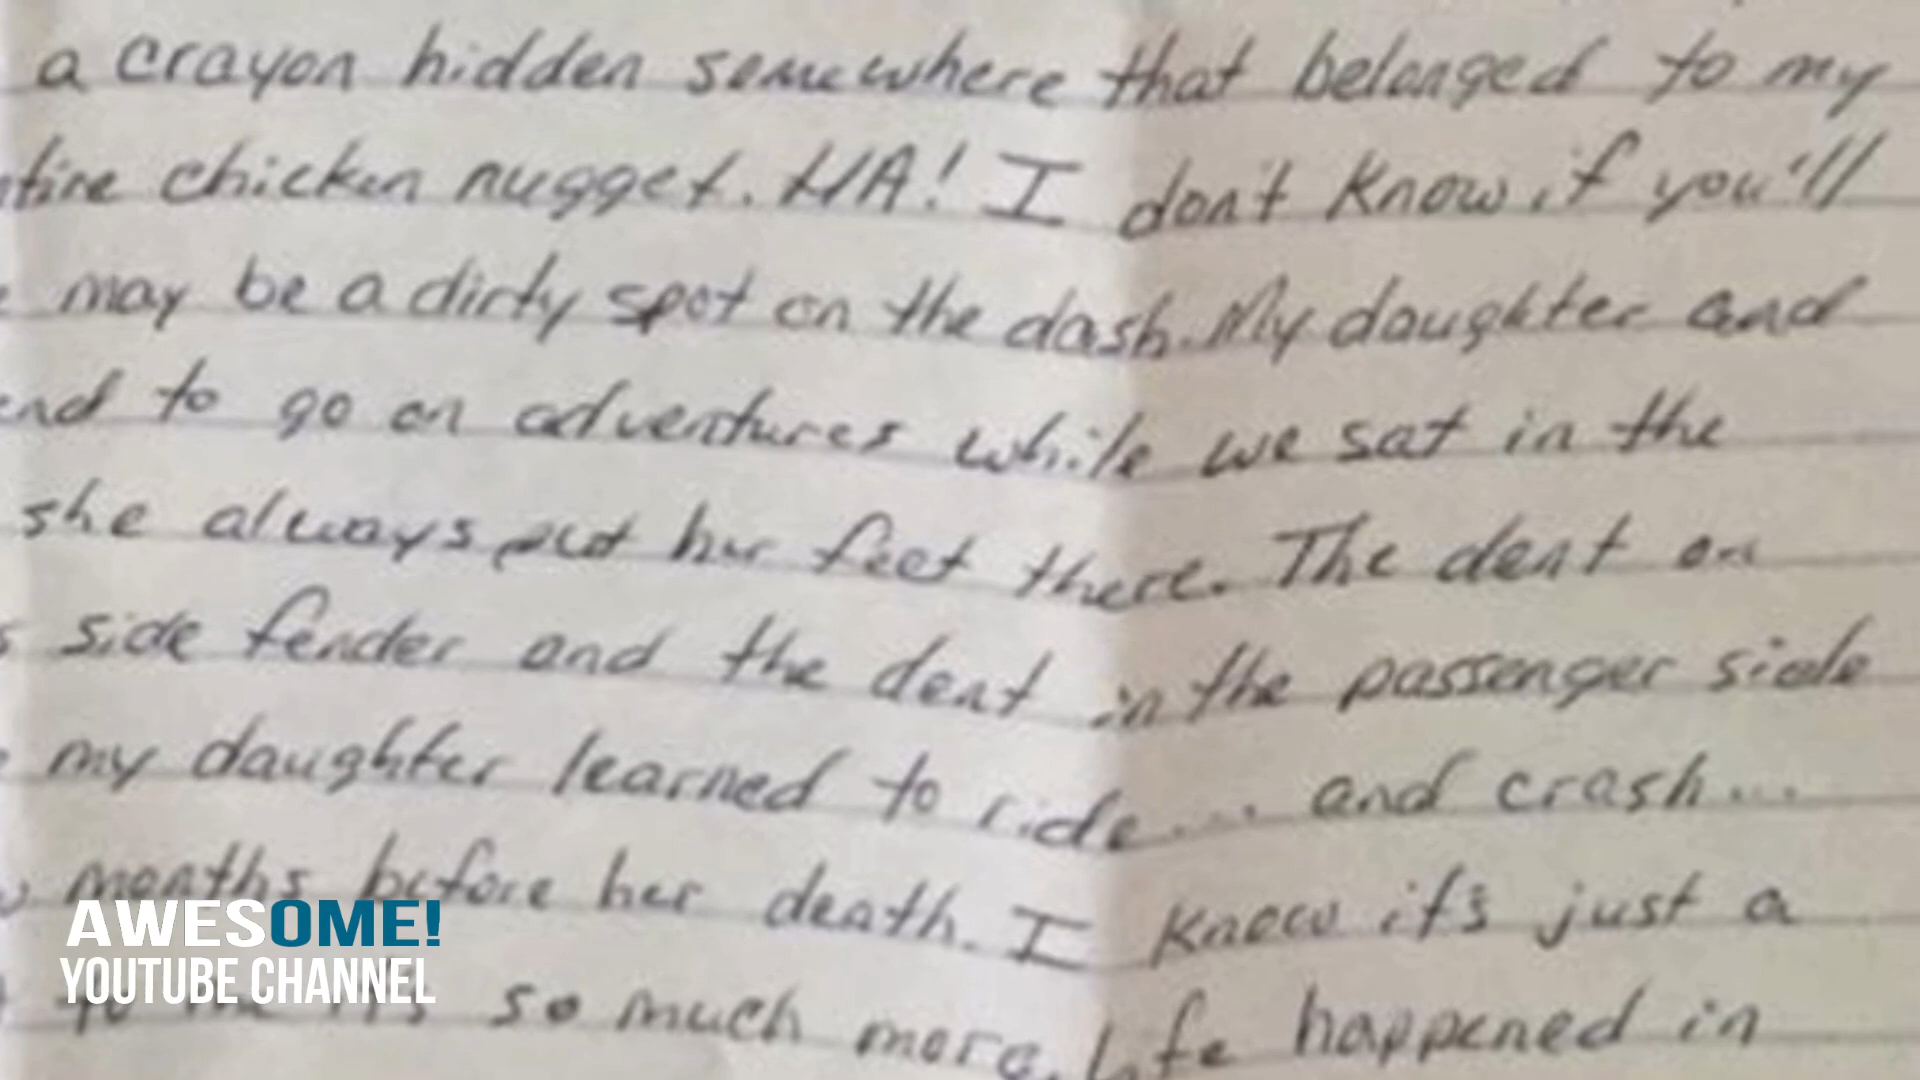 a crayon hidden somewhere that belonged to my
chicken nugget. HA! I don't know if you'll
may be a dirty spot on the dash. My daughter and
to go on adventures while we sat in the
she always put her feet there. The dent on
side fender and the dent in the passenger side
my daughter learned to ride.... and crash...
months before her death. I know it's just a
to me it's so much more. Life happened in
AWESOME!
YOUTUBE CHANNEL